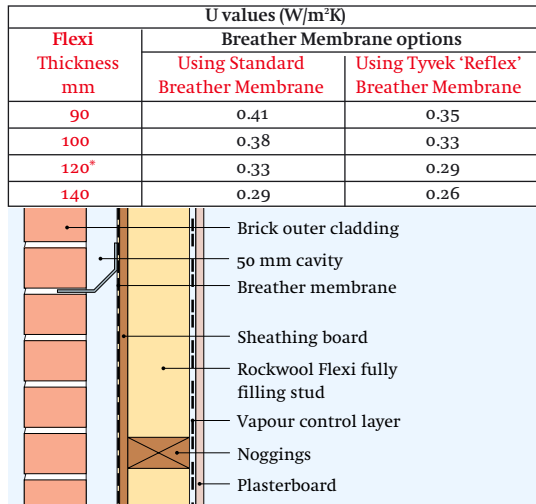 U values (W/m²K)
Flexi Thickness mm
Breather Membrane options
Using Standard Breather Membrane
Using Tyvek ‘Reflex’ Breather Membrane
90 0.41 0.35
100 0.38 0.33
120* 0.33 0.29
140 0.29 0.26
Brick outer cladding
50 mm cavity
Breather membrane
Sheathing board
Rockwool Flexi fully
filling stud
Vapour control layer
Noggings
Plasterboard